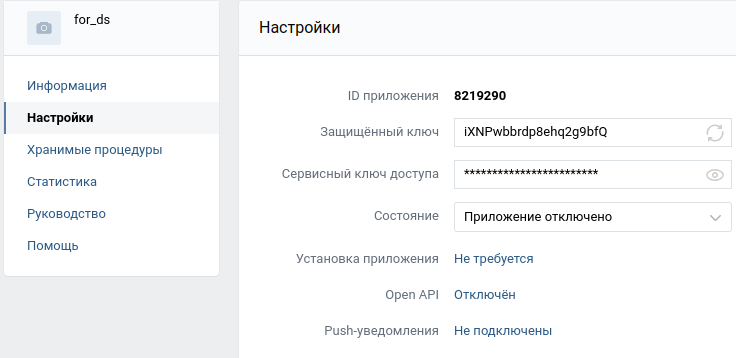 for_ds
Информация
Настройки
Хранимые процедуры
Статистика
Руководство
Помощь
Настройки
ID приложения 8219290
Защищённый ключ iXNPwbbrdp8ehq2g9bfQ
Сервисный ключ доступа ************************
Состояние Приложение отключено
Установка приложения Не требуется
Open API Отключён
Push-уведомления Не подключены